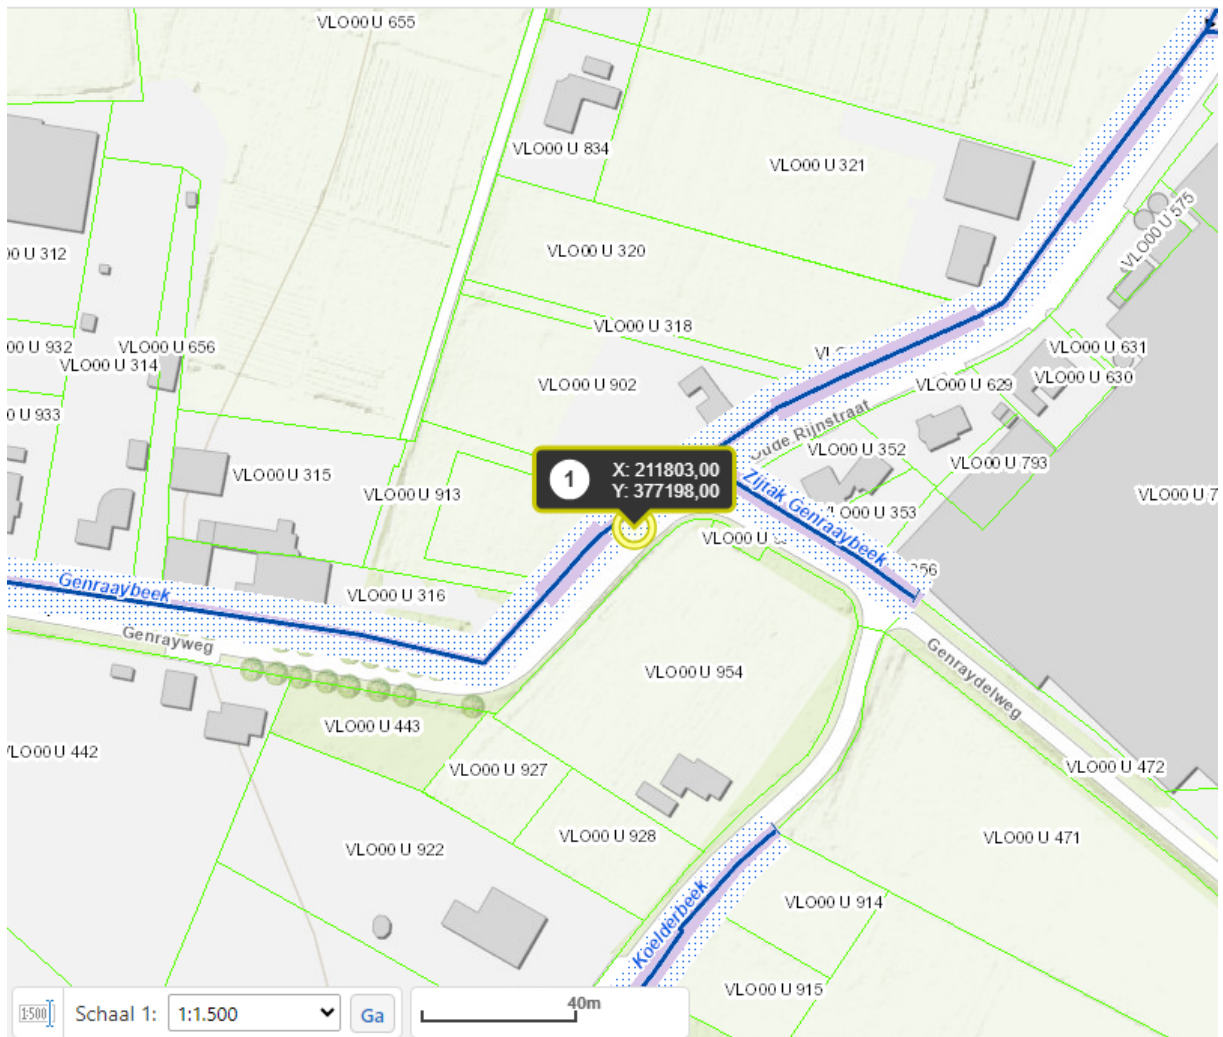 VLO00 U 655
VLO00 U 834
VLO00 U 321
VLO00 U 575
00 U 312
VLO00 U 320
VLO00 U 318
00 U 932
VLO00 U 656
VLO00 U 314
VLO00 U 631
VLO00 U 630
VLO00 U 629
VLO00 U 902
0 U 933
Oude Rijnstraat
VLO00 U 352
VLO00 U 793
VLO00 U 315
VLO00 U 913
1
X: 211803,00
Y: 377198,00
VLO00 U 7
Zijtak Genraaybeek
VLO00 U 353
VLO00 U
356
Genraaybeek
VLO00 U 316
Genrayweg
VLO00 U 954
Genraydelweg
VLO00 U 443
VLO00 U 442
VLO00 U 927
VLO00 U 472
VLO00 U 928
VLO00 U 471
VLO00 U 922
VLO00 U 914
Koelderbeek
VLO00 U 915
1:500
Schaal 1:
1:1.500
Ga
40m